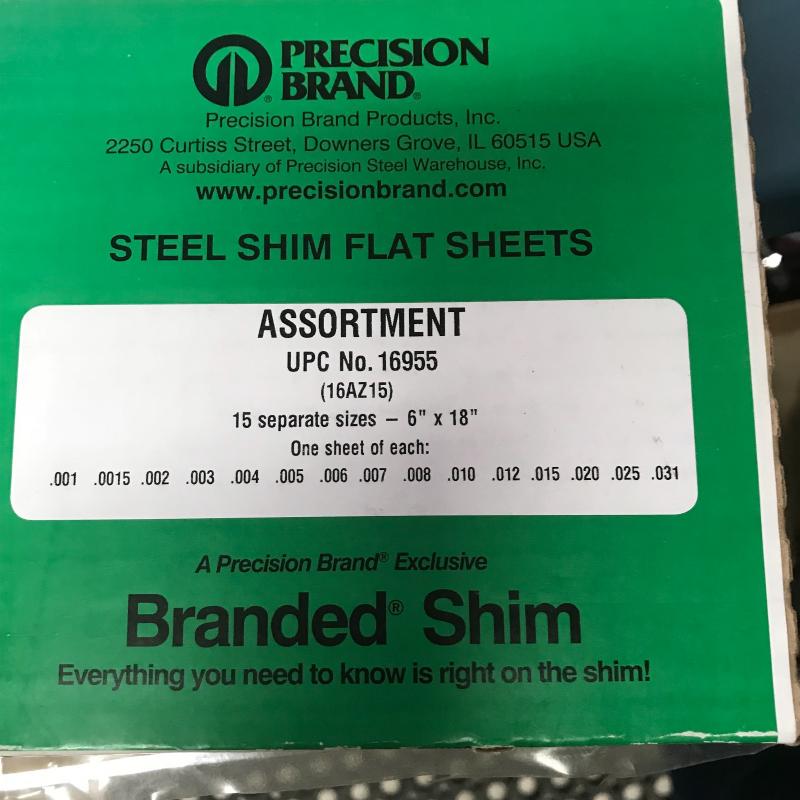 PRECISION
BRAND®
Precision Brand Products, Inc.
2250 Curtiss Street, Downers Grove, IL 60515 USA
A subsidiary of Precision Steel Warehouse, Inc.
www.precisionbrand.com
STEEL SHIM FLAT SHEETS
ASSORTMENT
UPC No. 16955
(16AZ15)
15 separate sizes – 6" x 18"
One sheet of each:
.001 .0015 .002 .003 .004 .005 .006 .007 .008 .010 .012 .015 .020 .025 .031
A Precision Brand® Exclusive
Branded® Shim
Everything you need to know is right on the shim!